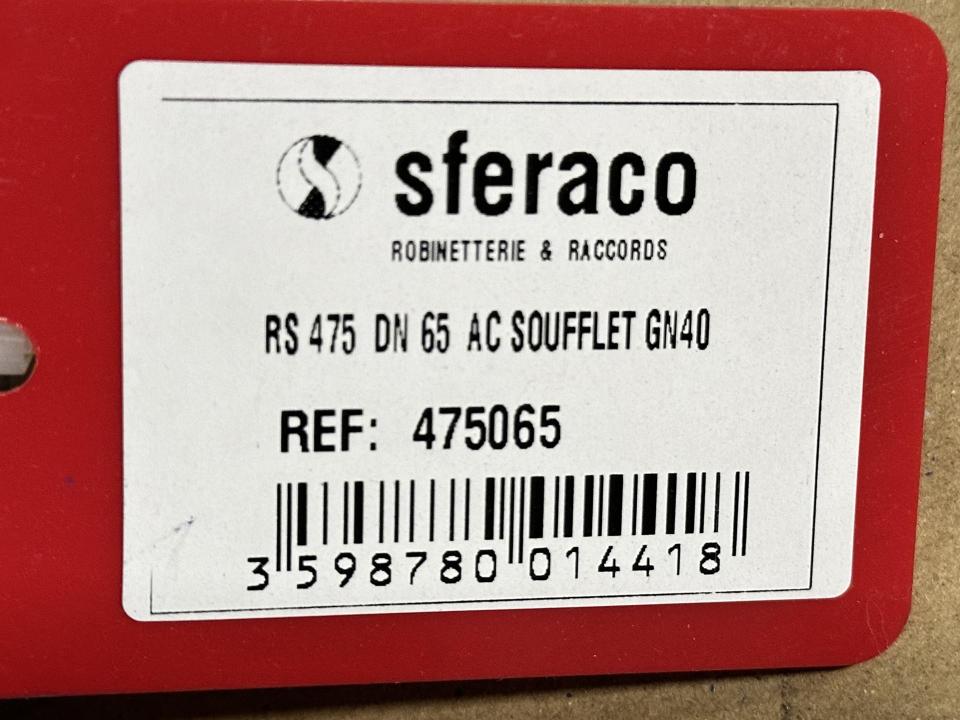 sferaco
ROBINETTERIE & RACCORDS
RS 475 DN 65 AC SOUFFLET GN40
REF: 475065
3 598780 014418